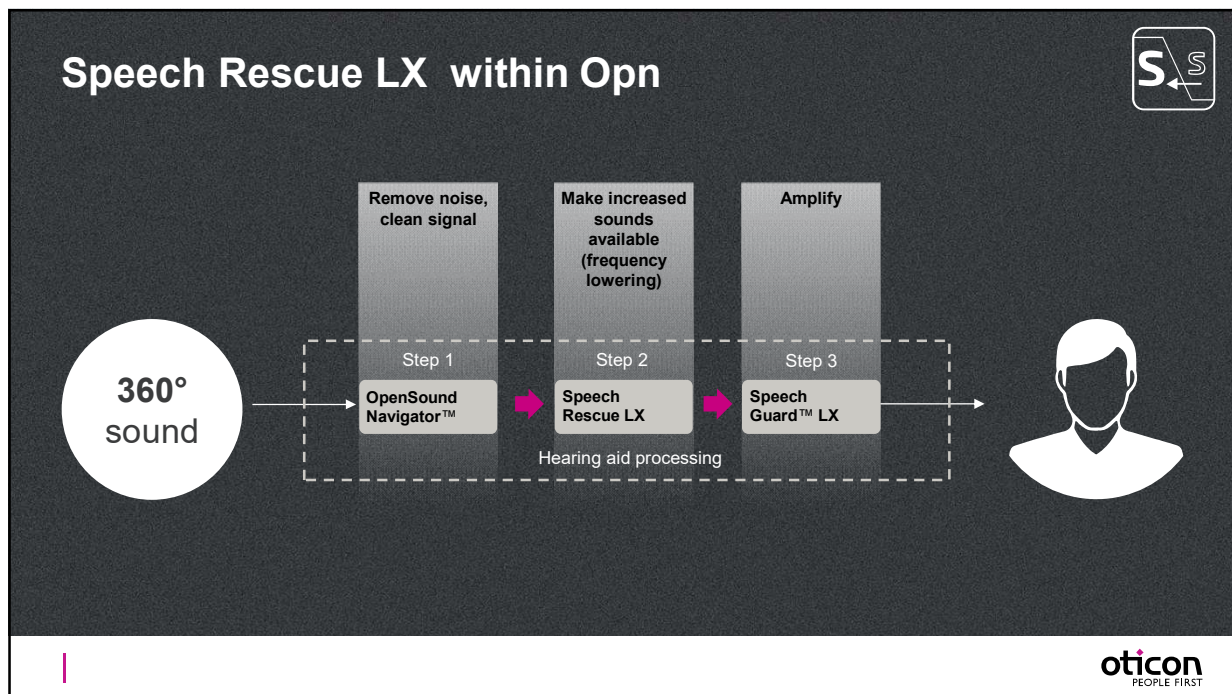 Speech Rescue LX within Opn
S S
Remove noise,
clean signal
Make increased
sounds
available
(frequency
lowering)
Amplify
360°
sound
Step 1
OpenSound
Navigator™
Step 2
Speech
Rescue LX
Step 3
Speech
Guard™ LX
Hearing aid processing
oticon
PEOPLE FIRST